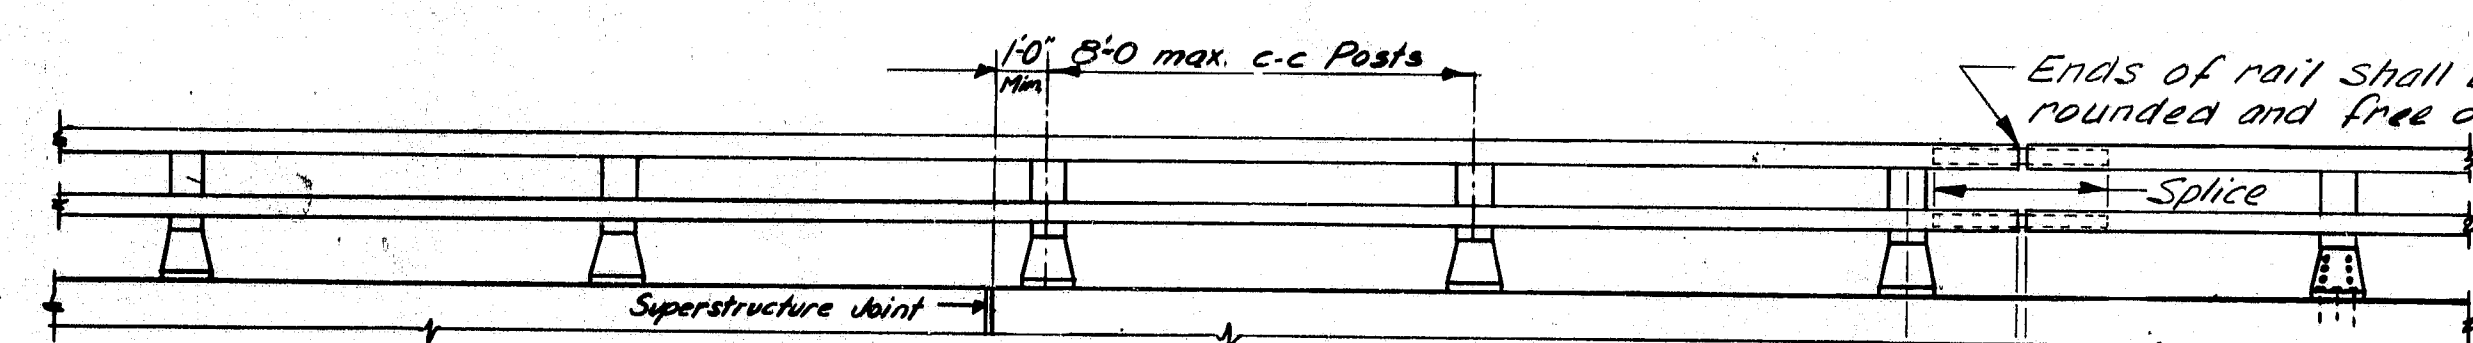 1'-0" 8'-0 max. c-c Posts
Min.
Ends of rail shall
rounded and free
Splice
Superstructure Joint